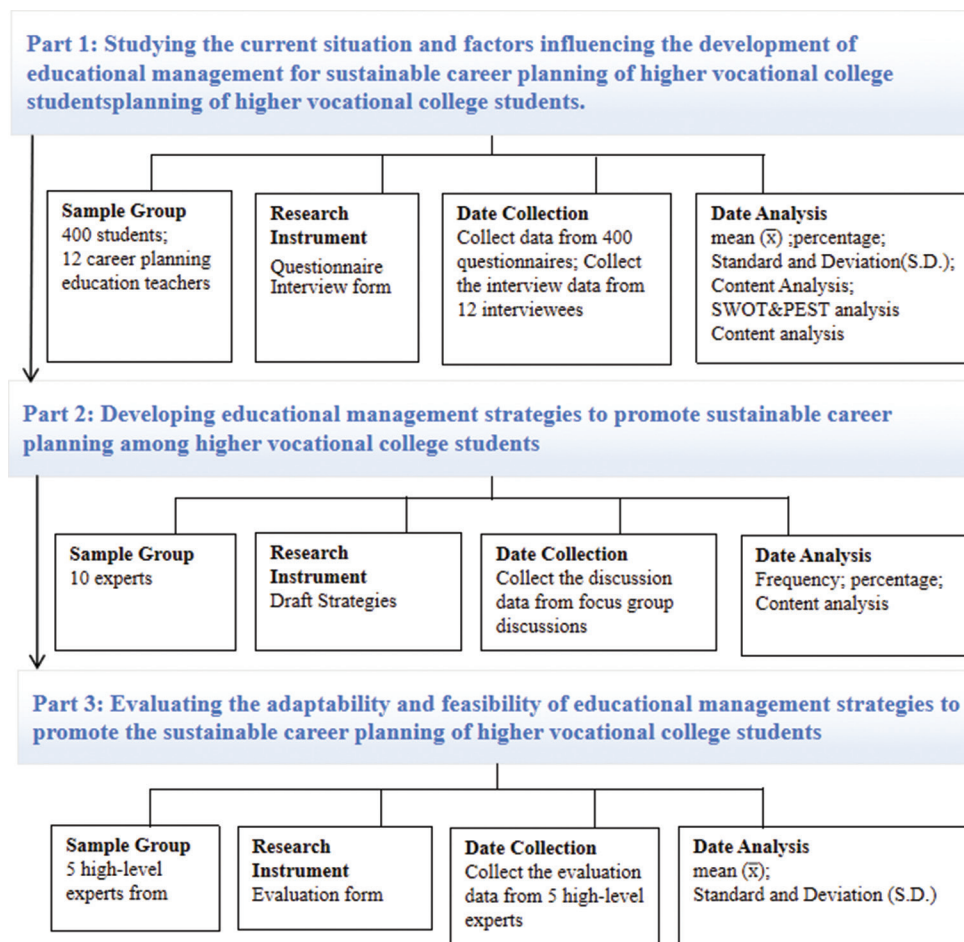 Part 1: Studying the current situation and factors influencing the development of
educational management for sustainable career planning of higher vocational college
studentsplanning of higher vocational college students.
Sample Group
400 students;
12 career planning
education teachers
Research
Instrument
Questionnaire
Interview form
Date Collection
Collect data from 400
questionnaires; Collect
the interview data from
12 interviewees
Date Analysis
mean (x̅) ;percentage;
Standard and Deviation(S.D.);
Content Analysis;
SWOT&PEST analysis
Content analysis
Part 2: Developing educational management strategies to promote sustainable career
planning among higher vocational college students
Sample Group
10 experts
Research
Instrument
Draft Strategies
Date Collection
Collect the discussion
data from focus group
discussions
Date Analysis
Frequency; percentage;
Content analysis
Part 3: Evaluating the adaptability and feasibility of educational management strategies to
promote the sustainable career planning of higher vocational college students
Sample Group
5 high-level
experts from
Research
Instrument
Evaluation form
Date Collection
Collect the evaluation
data from 5 high-level
experts
Date Analysis
mean (x̅);
Standard and Deviation (S.D.)